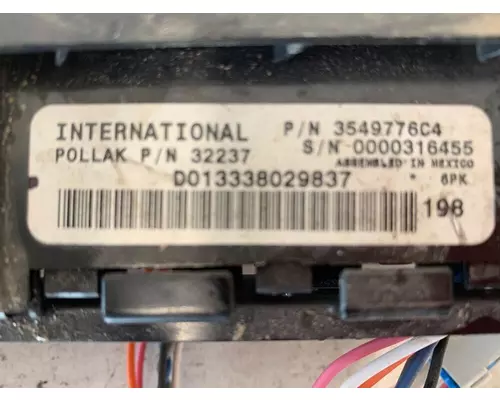 INTERNATIONAL P/N 3549776C4
POLLAK P/N 32237 S/N 0000316455
ASSEMBLED IN MEXICO
D013338029837 * 6PK
198